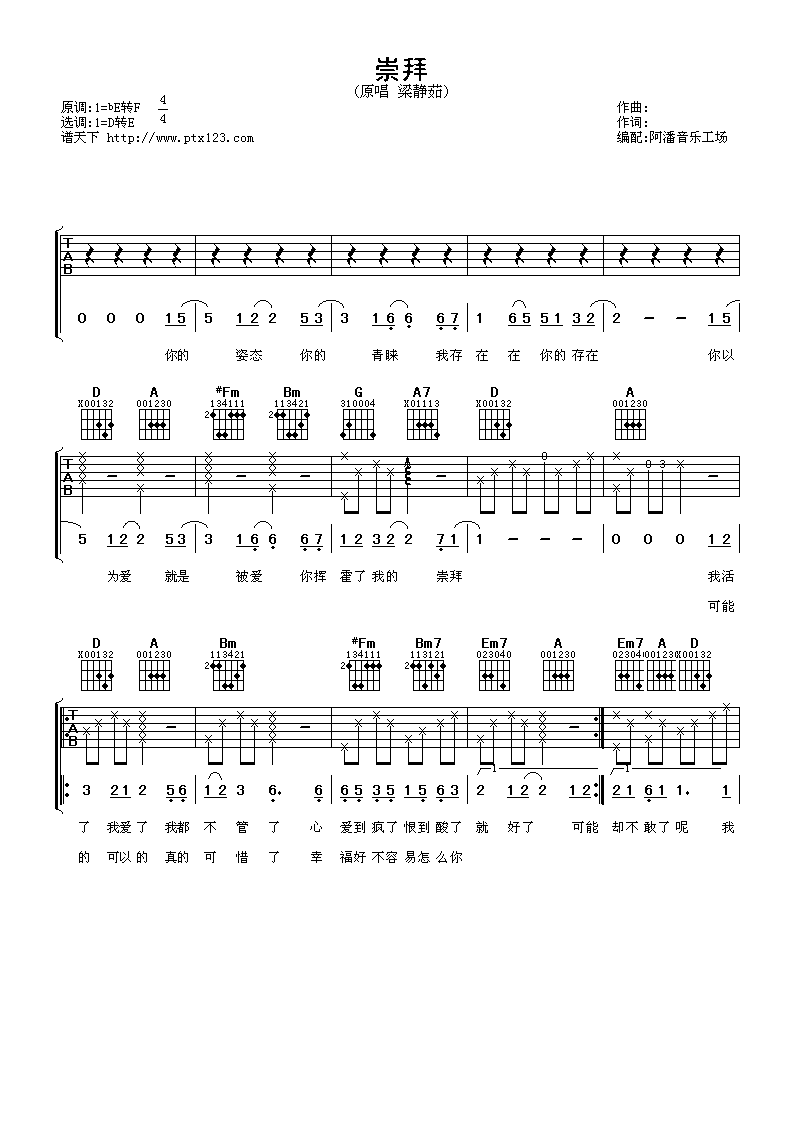 崇拜
(原唱 梁静茹)
原调:1=bE转F 4/4 作曲:
选调:1=D转E 作词:
谱天下 http://www.ptx123.com 编配:阿潘音乐工场
T A B
0 0 0 1 5 5 1 2 2 5 3 3 1 6 6 6 7 1 6 5 5 1 3 2 2 - - 1 5
你的 姿态 你的 青睐 我存 在 在 你的 存在 你以
D A #Fm Bm G A7 D A
X00132 001230 134111 113421 310004 X01113 X00132 001230
2 2
0 0 3
T A B
5 1 2 2 5 3 3 1 6 6 6 7 1 2 3 2 2 7 1 1 - - - 0 0 0 1 2
为爱 就是 被爱 你挥 霍了 我的 崇拜 我活
可能
D A Bm #Fm Bm7 Em7 A Em7 A D
X00132 001230 113421 134111 113121 023040 001230 023040 001230 X00132
2 2 2
T A B
1 1
3 2 1 2 5 6 1 2 3 6. 6 6 5 1 5 1 5 6 3 2 1 2 2 1 2 2 1 6 1 1. 1
了 我爱 了 我都 不 管 了 心 爱到 疯了 恨到 酸了 就 好了 可能 却不 敢了 呢 我
的 可以 的 真的 可 惜 了 幸 福好 不容 易怎 么你